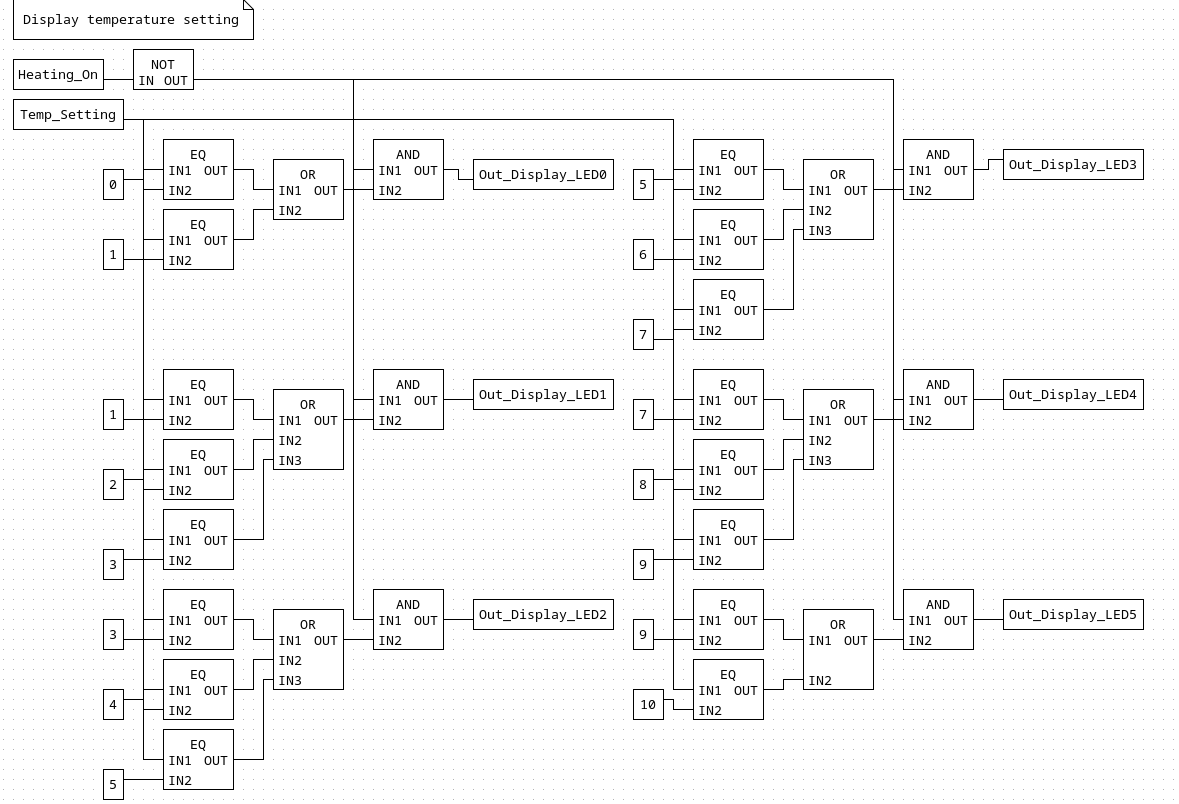 Display temperature setting
NOT
Heating_On
IN OUT
Temp_Setting
EQ
IN1 OUT
IN2
0
OR
IN1 OUT
IN2
AND
IN1 OUT
IN2
Out_Display_LED0
EQ
IN1 OUT
IN2
1
EQ
IN1 OUT
IN2
1
OR
IN1 OUT
IN2
IN3
AND
IN1 OUT
IN2
Out_Display_LED1
EQ
IN1 OUT
IN2
2
EQ
IN1 OUT
IN2
3
EQ
IN1 OUT
IN2
3
OR
IN1 OUT
IN2
IN3
AND
IN1 OUT
IN2
Out_Display_LED2
EQ
IN1 OUT
IN2
4
EQ
IN1 OUT
IN2
5
EQ
IN1 OUT
IN2
5
OR
IN1 OUT
IN2
IN3
AND
IN1 OUT
IN2
Out_Display_LED3
EQ
IN1 OUT
IN2
6
EQ
IN1 OUT
IN2
7
EQ
IN1 OUT
IN2
7
OR
IN1 OUT
IN2
IN3
AND
IN1 OUT
IN2
Out_Display_LED4
EQ
IN1 OUT
IN2
8
EQ
IN1 OUT
IN2
9
EQ
IN1 OUT
IN2
9
OR
IN1 OUT
IN2
AND
IN1 OUT
IN2
Out_Display_LED5
EQ
IN1 OUT
IN2
10